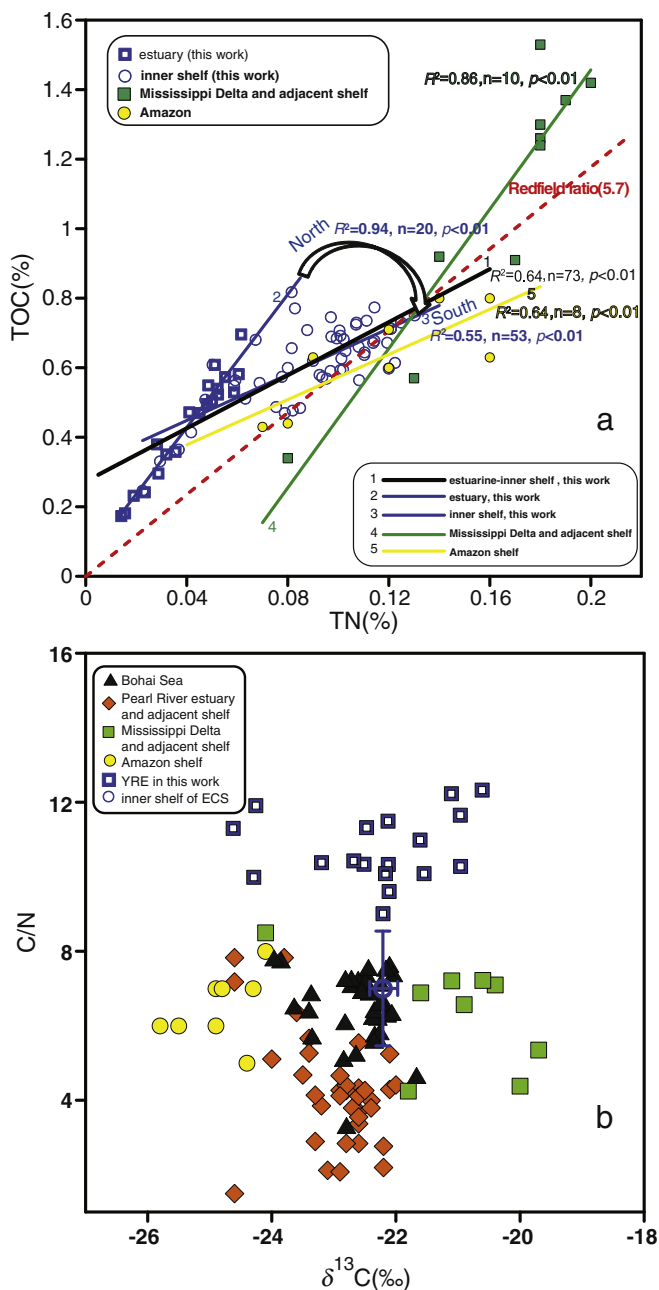 1.6
1.4
1.2
1
0.8
0.6
0.4
0.2
0
TOC(%)
estuary (this work)
inner shelf (this work)
Mississippi Delta and adjacent shelf
Amazon
R²=0.86,n=10, p<0.01
Redfield ratio(5.7)
North
R²=0.94, n=20, p<0.01
2
1
R²=0.64,n=73, p<0.01
3
South
5
R²=0.64,n=8, p<0.01
R²=0.55, n=53, p<0.01
4
a
1 estuarine-inner shelf , this work
2 estuary, this work
3 inner shelf, this work
4 Mississippi Delta and adjacent shelf
5 Amazon shelf
0 0.04 0.08 0.12 0.16 0.2
TN(%)
16
12
8
4
C/N
Bohai Sea
Pearl River estuary
and adjacent shelf
Mississippi Delta
and adjacent shelf
Amazon shelf
YRE in this work
inner shelf of ECS
b
-26 -24 -22 -20 -18
δ¹³C(‰)